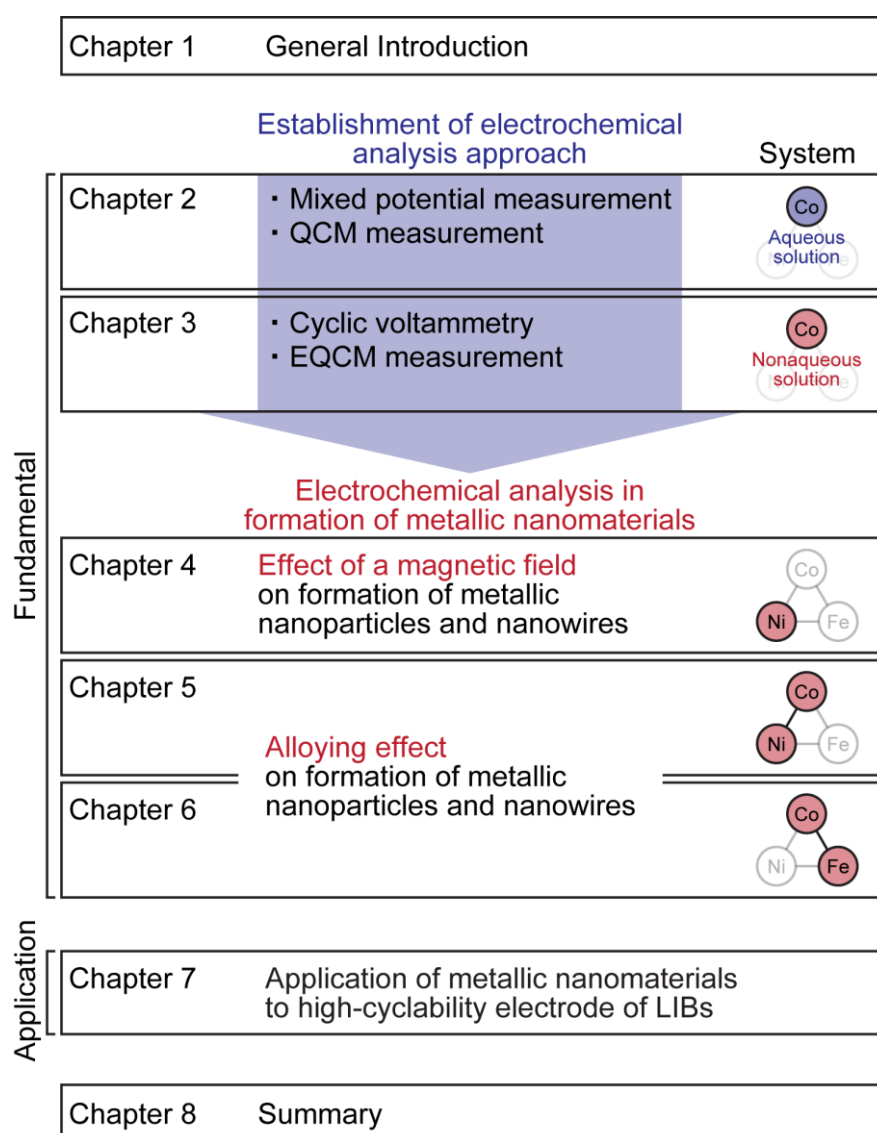 Chapter 1 General Introduction
Establishment of electrochemical
analysis approach
System
Fundamental
Chapter 2
・Mixed potential measurement
・QCM measurement
Co
Aqueous
solution
Ni Fe
Chapter 3
・Cyclic voltammetry
・EQCM measurement
Co
Nonaqueous
solution
Ni Fe
Electrochemical analysis in
formation of metallic nanomaterials
Chapter 4
Effect of a magnetic field
on formation of metallic
nanoparticles and nanowires
Co
Ni Fe
Chapter 5
Co
Ni Fe
Alloying effect
on formation of metallic
nanoparticles and nanowires
Chapter 6
Co
Ni Fe
Application
Chapter 7
Application of metallic nanomaterials
to high-cyclability electrode of LIBs
Chapter 8 Summary